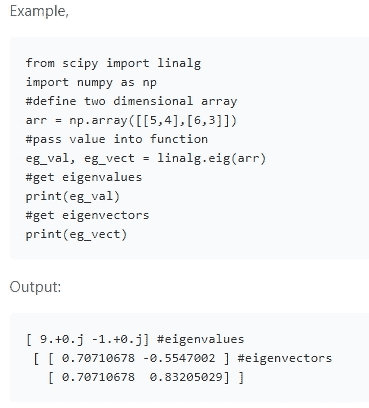 Example,
from scipy import linalg
import numpy as np
#define two dimensional array
arr = np.array([[5,4],[6,3]])
#pass value into function
eg_val, eg_vect = linalg.eig(arr)
#get eigenvalues
print(eg_val)
#get eigenvectors
print(eg_vect)
Output:
[ 9.+0.j -1.+0.j] #eigenvalues
[ [ 0.70710678 -0.5547002 ] #eigenvectors
[ 0.70710678  0.83205029] ]